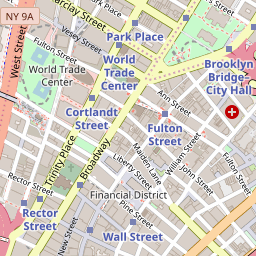 NY 9A
Barclay Street
West Street
Vesey Street
Park Place
Fulton Street
World
Trade
Center
World Trade
Center
Brooklyn
Bridge-
City Hall
Ann Street
Cortlandt
Street
Fulton
Street
Trinity Place
Broadway
Maiden Lane
Liberty Street
William Street
Fulton Street
John Street
Rector Street
Financial District
Rector
Street
Pine Street
New Street
Wall Street